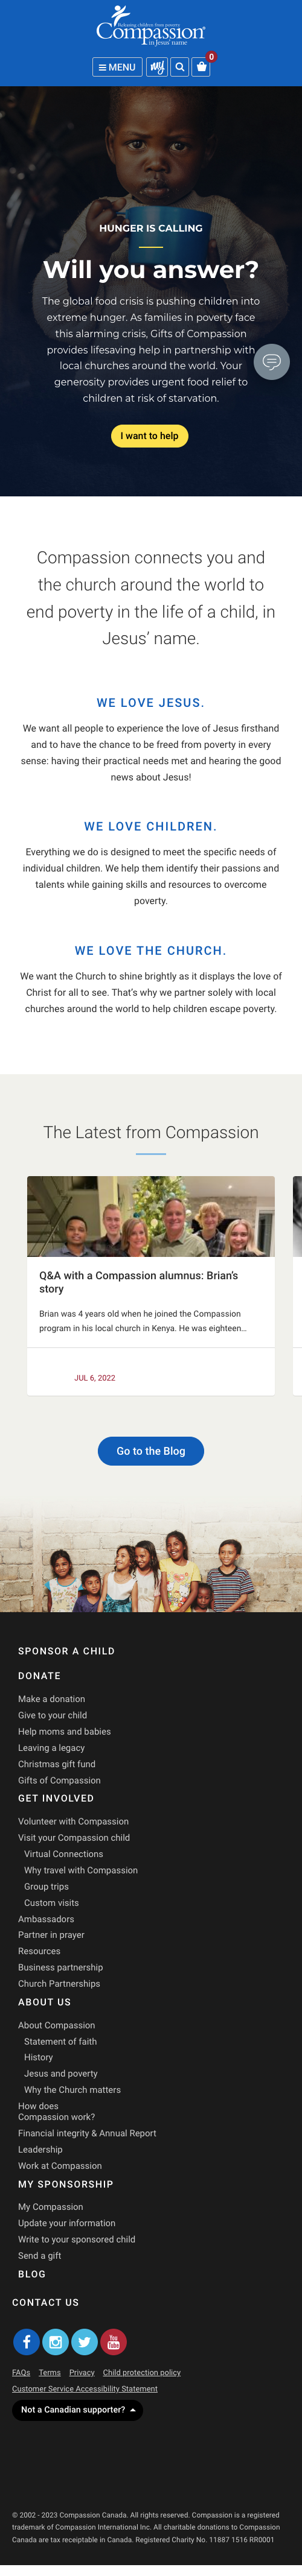 Releasing children from poverty
Compassion
in Jesus' name
MENU
My
0
HUNGER IS CALLING
Will you answer?
The global food crisis is pushing children into
extreme hunger. As families in poverty face
this alarming crisis, Gifts of Compassion
provides lifesaving help in partnership with
local churches around the world. Your
generosity provides urgent food relief to
children at risk of starvation.
I want to help
Compassion connects you and
the church around the world to
end poverty in the life of a child, in
Jesus’ name.
WE LOVE JESUS.
We want all people to experience the love of Jesus firsthand
and to have the chance to be freed from poverty in every
sense: having their practical needs met and hearing the good
news about Jesus!
WE LOVE CHILDREN.
Everything we do is designed to meet the specific needs of
individual children. We help them identify their passions and
talents while gaining skills and resources to overcome
poverty.
WE LOVE THE CHURCH.
We want the Church to shine brightly as it displays the love of
Christ for all to see. That’s why we partner solely with local
churches around the world to help children escape poverty.
The Latest from Compassion
Q&A with a Compassion alumnus: Brian’s
story
Brian was 4 years old when he joined the Compassion
program in his local church in Kenya. He was eighteen...
JUL 6, 2022
Go to the Blog
SPONSOR A CHILD
DONATE
Make a donation
Give to your child
Help moms and babies
Leaving a legacy
Christmas gift fund
Gifts of Compassion
GET INVOLVED
Volunteer with Compassion
Visit your Compassion child
Virtual Connections
Why travel with Compassion
Group trips
Custom visits
Ambassadors
Partner in prayer
Resources
Business partnership
Church Partnerships
ABOUT US
About Compassion
Statement of faith
History
Jesus and poverty
Why the Church matters
How does
Compassion work?
Financial integrity & Annual Report
Leadership
Work at Compassion
MY SPONSORSHIP
My Compassion
Update your information
Write to your sponsored child
Send a gift
BLOG
CONTACT US
You Tube
FAQs Terms Privacy Child protection policy
Customer Service Accessibility Statement
Not a Canadian supporter?
© 2002 - 2023 Compassion Canada. All rights reserved. Compassion is a registered
trademark of Compassion International Inc. All charitable donations to Compassion
Canada are tax receiptable in Canada. Registered Charity No. 11887 1516 RR0001